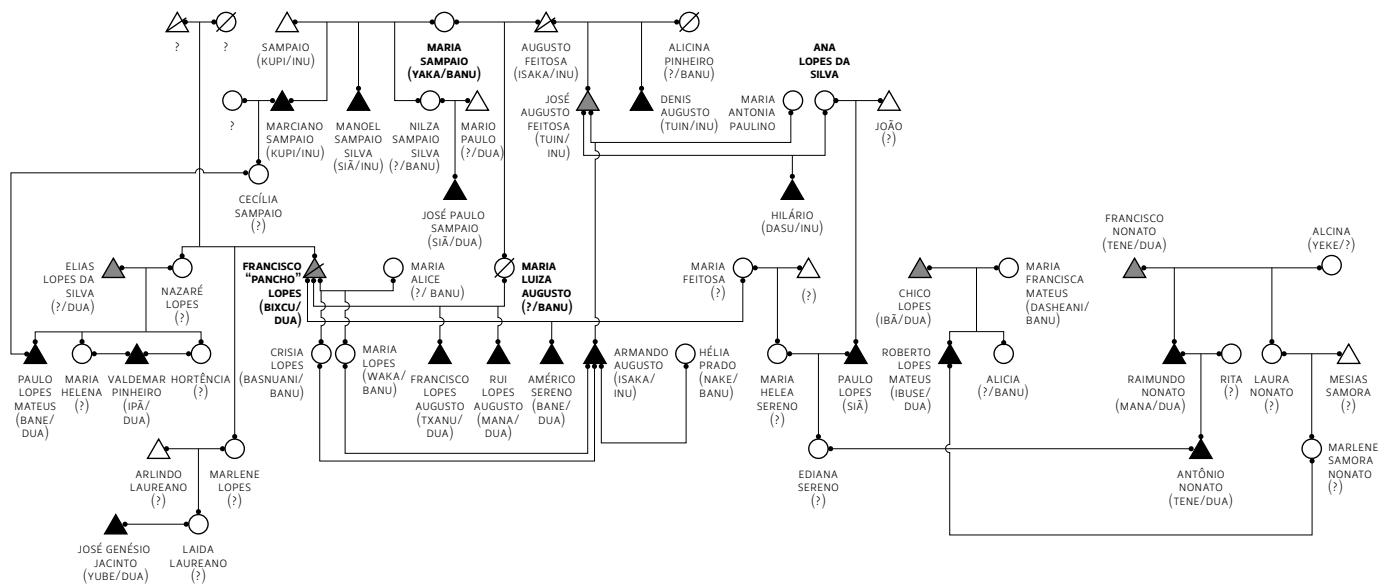 ?
?
SAMPAIO
(KUPI/INU)
MARIA
SAMPAIO
(YAKA/BANU)
AUGUSTO
FEITOSA
(ISAKA/INU)
ALICINA
PINHEIRO
(?/BANU)
ANA
LOPES DA
SILVA
?
MARCIANO
SAMPAIO
(KUPI/INU)
MANOEL
SAMPAIO
SILVA
(SIÃ/INU)
NILZA
SAMPAIO
SILVA
(?/BANU)
MARIO
PAULO
(?/DUA)
JOSÉ
AUGUSTO
FEITOSA
(TUIN/
INU)
DENIS
AUGUSTO
(TUIN/INU)
MARIA
ANTONIA
PAULINO
JOÃO
(?)
CECÍLIA
SAMPAIO
(?)
JOSÉ PAULO
SAMPAIO
(SIÃ/DUA)
HILÁRIO
(DASU/INU)
FRANCISCO
NONATO
(TENE/DUA)
ALCINA
(YEKE/?)
ELIAS
LOPES DA
SILVA
(?/DUA)
NAZARÉ
LOPES
(?)
FRANCISCO
"PANCHO"
LOPES
(BIXCU/
DUA)
MARIA
ALICE
(?/ BANU)
MARIA
LUIZA
AUGUSTO
(?/BANU)
MARIA
FEITOSA
(?)
(?)
CHICO
LOPES
(IBÃ/DUA)
MARIA
FRANCISCA
MATEUS
(DASHEANI/
BANU)
PAULO
LOPES
MATEUS
(BANE/
DUA)
MARIA
HELENA
(?)
VALDEMAR
PINHEIRO
(IPÃ/
DUA)
HORTÊNCIA
(?)
CRISIA
LOPES
(BASNUANI/
BANU)
MARIA
LOPES
(WAKA/
BANU)
FRANCISCO
LOPES
AUGUSTO
(TXANU/
DUA)
RUI
LOPES
AUGUSTO
(MANA/
DUA)
AMÉRICO
SERENO
(BANE/
DUA)
ARMANDO
AUGUSTO
(ISAKA/
INU)
HÉLIA
PRADO
(NAKE/
BANU)
MARIA
HELEA
SERENO
(?)
PAULO
LOPES
(SIÃ)
ROBERTO
LOPES
MATEUS
(IBUSE/
DUA)
ALICIA
(?/BANU)
RAIMUNDO
NONATO
(MANA/DUA)
RITA
(?)
LAURA
NONATO
(?)
MESIAS
SAMORA
(?)
ARLINDO
LAUREANO
(?)
MARLENE
LOPES
(?)
EDIANA
SERENO
(?)
ANTÔNIO
NONATO
(TENE/DUA)
MARLENE
SAMORA
NONATO
(?)
JOSÉ GENÉSIO
JACINTO
(YUBE/DUA)
LAIDA
LAUREANO
(?)